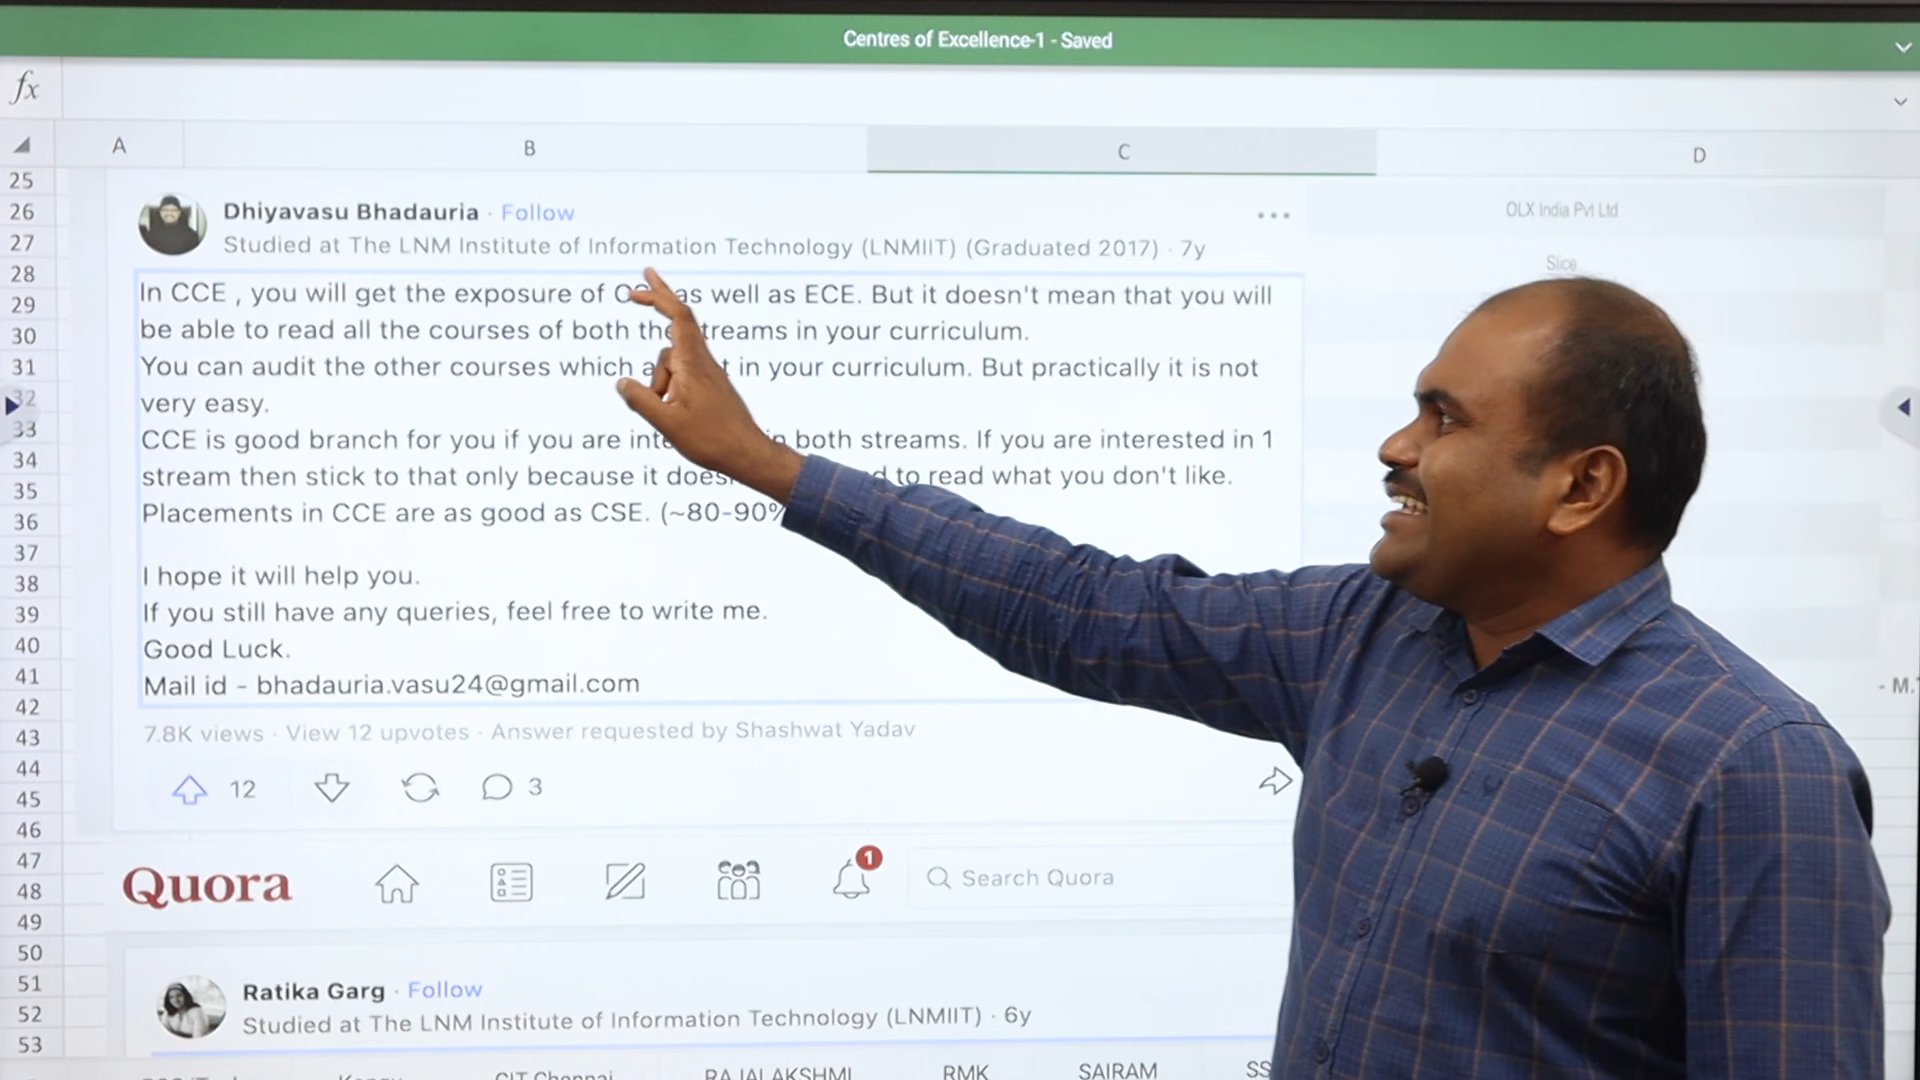 Centres of Excellence-1 - Saved
fx
A B C D
25
26
27
28
29
30
31
32
33
34
35
36
37
38
39
40
41
42
43
44
45
46
47
48
49
50
51
52
53
Dhiyavasu Bhadauria · Follow
Studied at The LNM Institute of Information Technology (LNMIIT) (Graduated 2017) · 7y
In CCE , you will get the exposure of as well as ECE. But it doesn't mean that you will
be able to read all the courses of both the streams in your curriculum.
You can audit the other courses which in your curriculum. But practically it is not
very easy.
CCE is good branch for you if you are both streams. If you are interested in 1
stream then stick to that only because it to read what you don't like.
Placements in CCE are as good as CSE. (~80-90%
I hope it will help you.
If you still have any queries, feel free to write me.
Good Luck.
Mail id - bhadauria.vasu24@gmail.com
7.8K views · View 12 upvotes · Answer requested by Shashwat Yadav
12 3
Quora 1 Search Quora
Ratika Garg · Follow
Studied at The LNM Institute of Information Technology (LNMIIT) · 6y
CIT Chennai RAJALAKSHMI RMK SAIRAM
OLX India Pvt Ltd
Slice